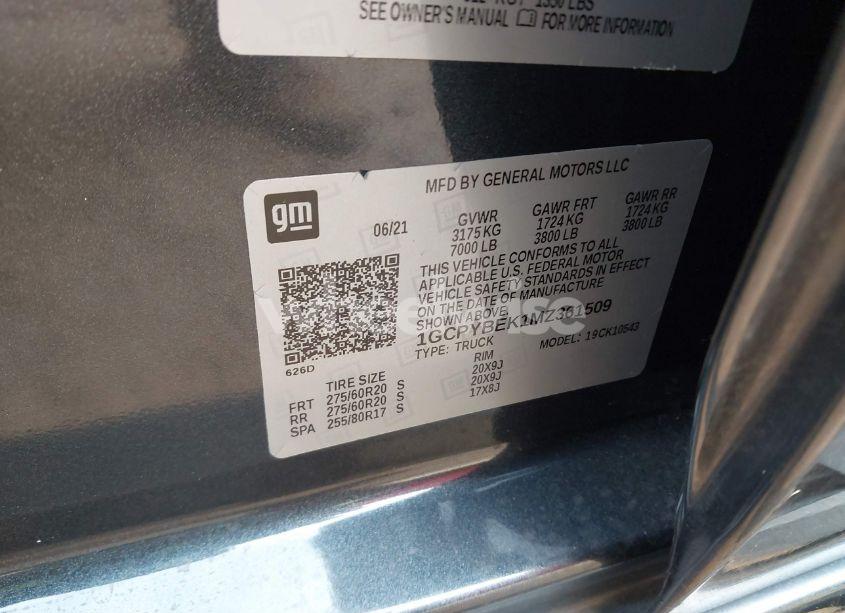 1350 LBS
SEE OWNER'S MANUAL FOR MORE INFORMATION
gm
MFD BY GENERAL MOTORS LLC
06/21 GVWR GAWR FRT GAWR RR
3175 KG 1724 KG 1724 KG
7000 LB 3800 LB 3800 LB
THIS VEHICLE CONFORMS TO ALL
APPLICABLE U.S. FEDERAL MOTOR
VEHICLE SAFETY STANDARDS IN EFFECT
ON THE DATE OF MANUFACTURE
SHOWN ABOVE.
1GCPYBEK1MZ361509
TYPE: TRUCK MODEL: 19CK10543
626D
TIRE SIZE RIM
FRT 275/60R20 S 20X9J
RR 275/60R20 S 20X9J
SPA 255/80R17 S 17X8J